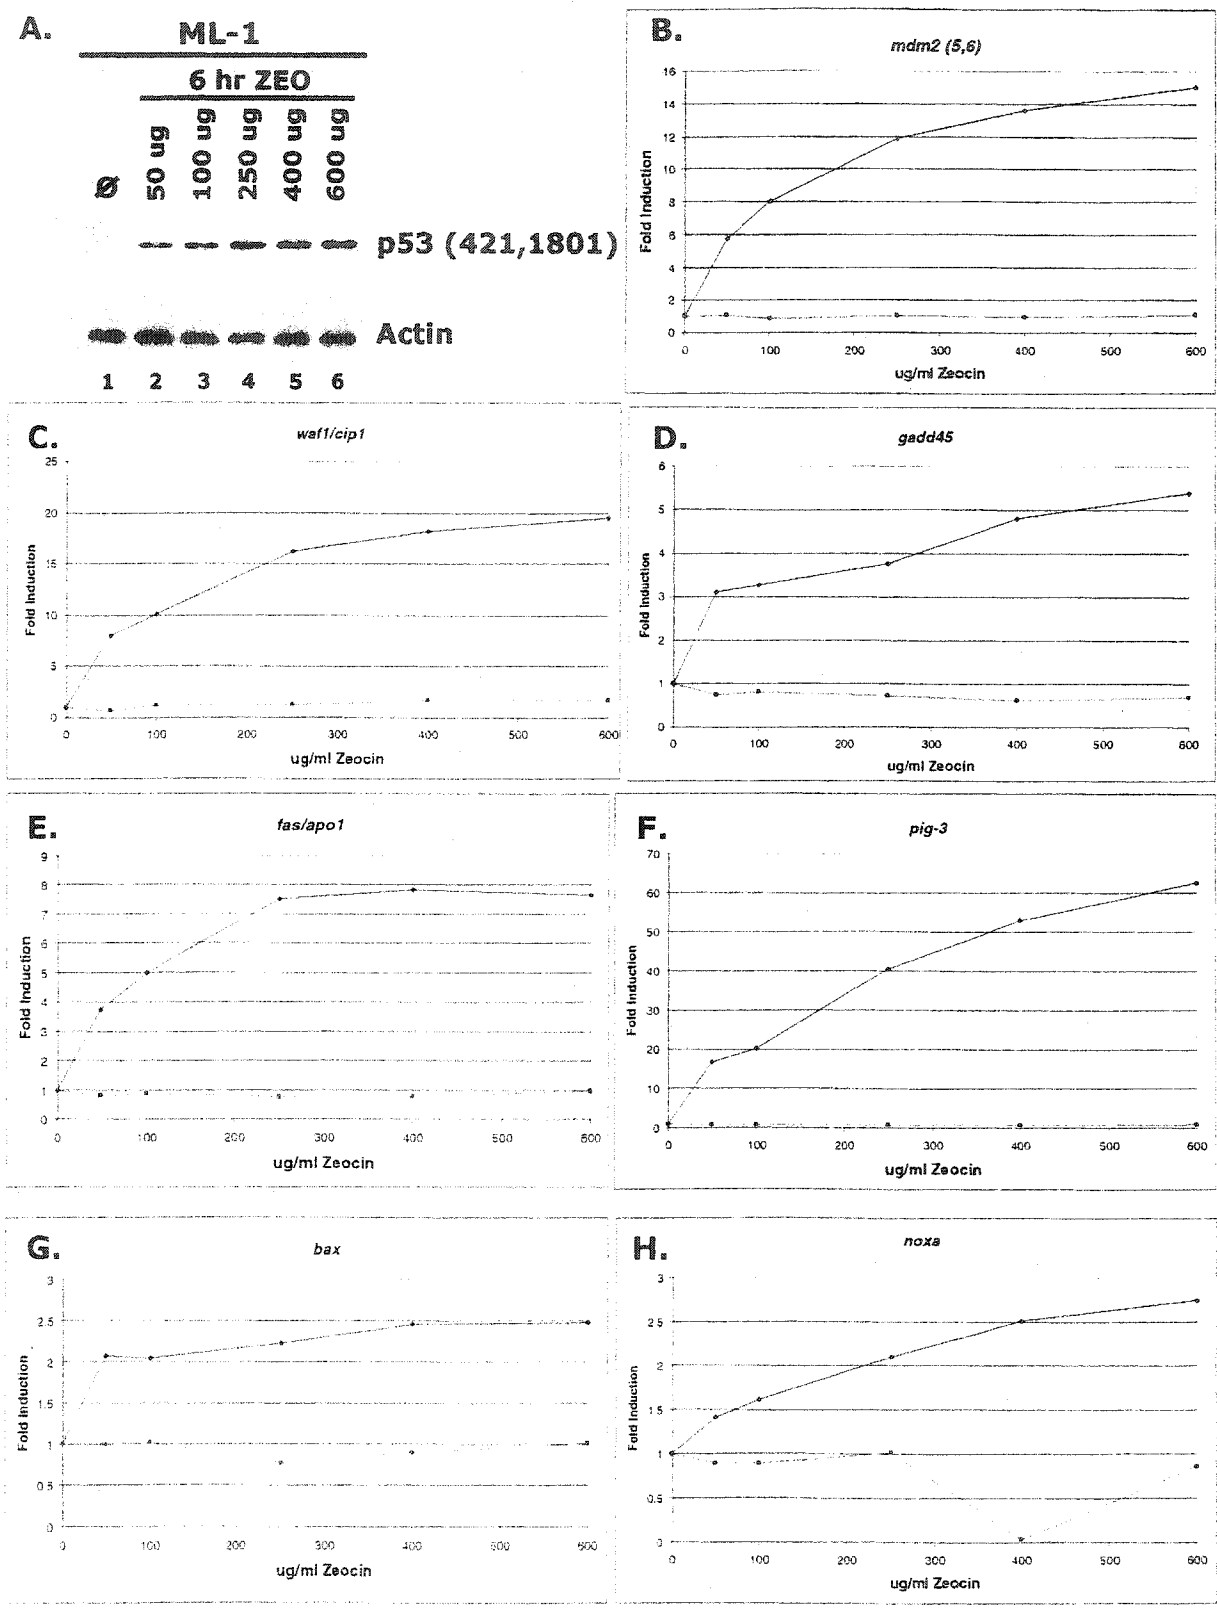 A.
ML-1
6 hr ZEO
Ø
50 ug
100 ug
250 ug
400 ug
600 ug
p53 (421,1801)
Actin
1 2 3 4 5 6
B.
mdm2 (5,6)
Fold Induction
16
14
12
10
8
6
4
2
0
0 100 200 300 400 500 600
ug/ml Zeocin
C.
waf1/cip1
Fold Induction
25
20
15
10
5
0
0 100 200 300 400 500 600
ug/ml Zeocin
D.
gadd45
Fold Induction
6
5
4
3
2
1
0
0 100 200 300 400 500 600
ug/ml Zeocin
E.
fas/apo1
Fold Induction
9
8
7
6
5
4
3
2
1
0
0 100 200 300 400 500 600
ug/ml Zeocin
F.
pig-3
Fold Induction
70
60
50
40
30
20
10
0
0 100 200 300 400 500 600
ug/ml Zeocin
G.
bax
Fold Induction
3
2.5
2
1.5
1
0.5
0
0 100 200 300 400 500 600
ug/ml Zeocin
H.
noxa
Fold Induction
3
2.5
2
1.5
1
0.5
0
0 100 200 300 400 500 600
ug/ml Zeocin